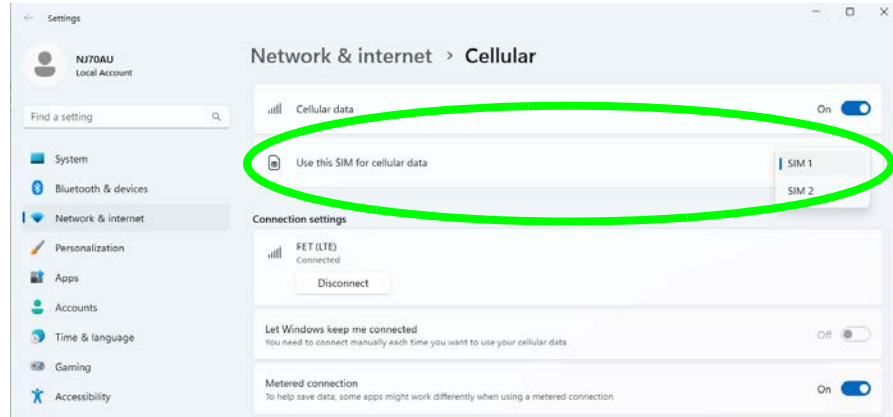 Settings
NJ70AU
Local Account
Find a setting
System
Bluetooth & devices
Network & internet
Personalization
Apps
Accounts
Time & language
Gaming
Accessibility
Network & internet > Cellular
Cellular data
On
Use this SIM for cellular data
SIM 1
SIM 2
Connection settings
FET (LTE)
Connected
Disconnect
Let Windows keep me connected
You need to connect manually each time you want to use your cellular data
Off
Metered connection
To help save data, some apps might work differently when using a metered connection
On